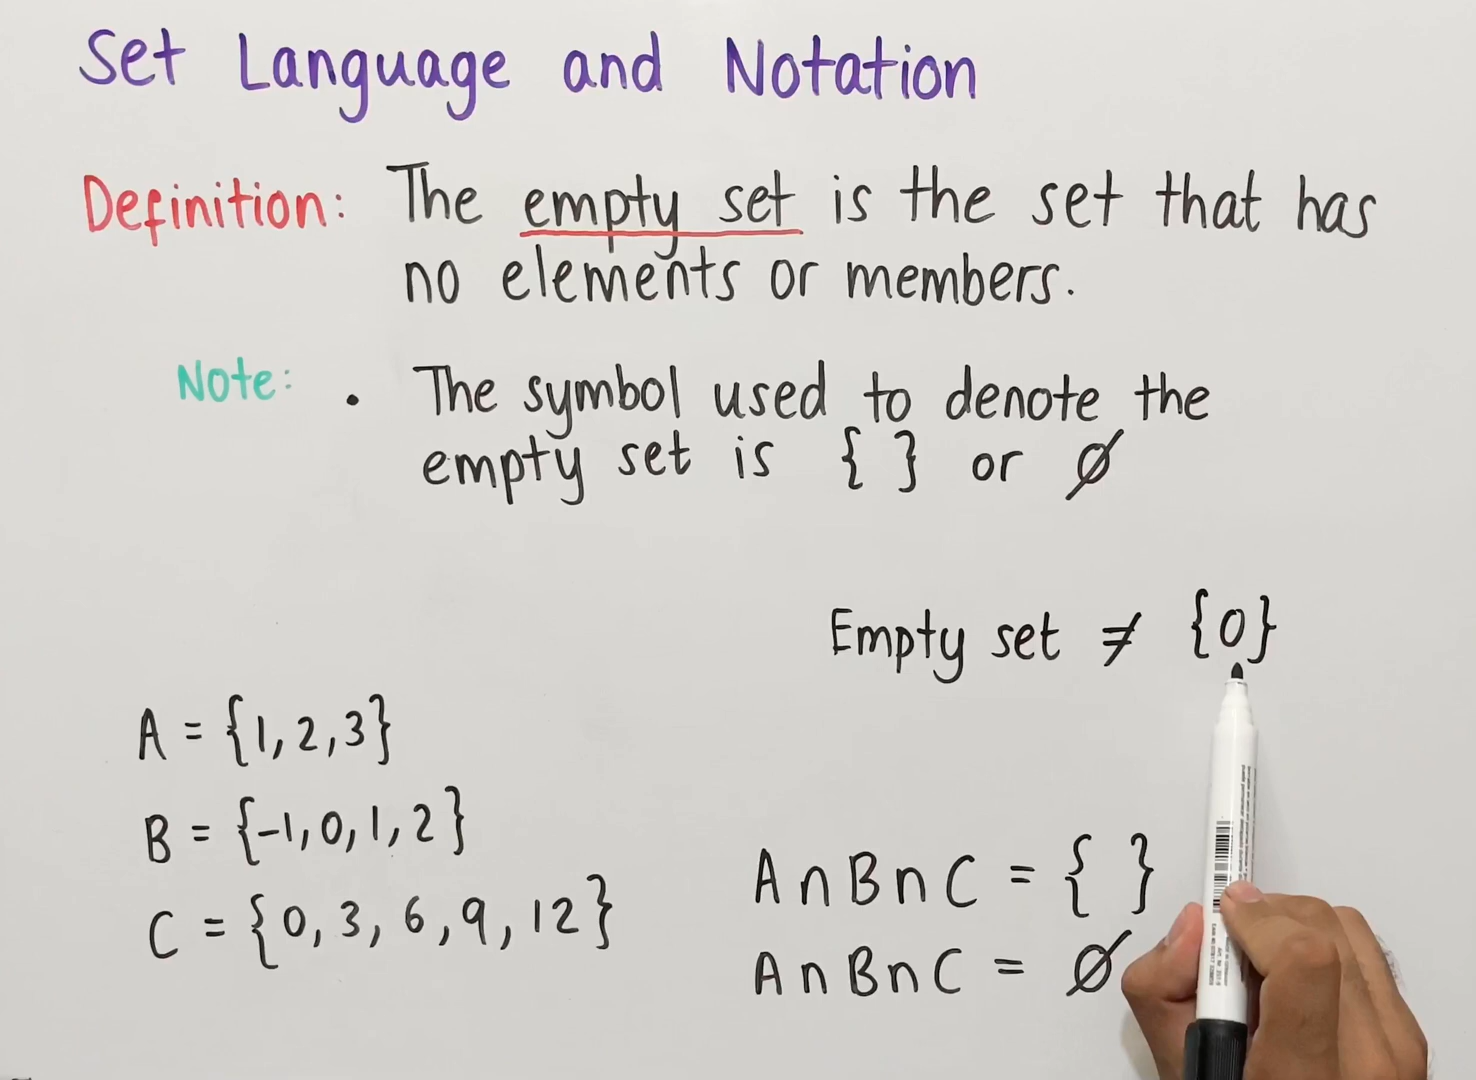 Set Language and Notation
Definition: The empty set is the set that has
no elements or members.
Note: • The symbol used to denote the
empty set is { } or ∅
Empty set ≠ {0}
A = {1, 2, 3}
B = {-1, 0, 1, 2}
C = {0, 3, 6, 9, 12}
A ∩ B ∩ C = { }
A ∩ B ∩ C = ∅